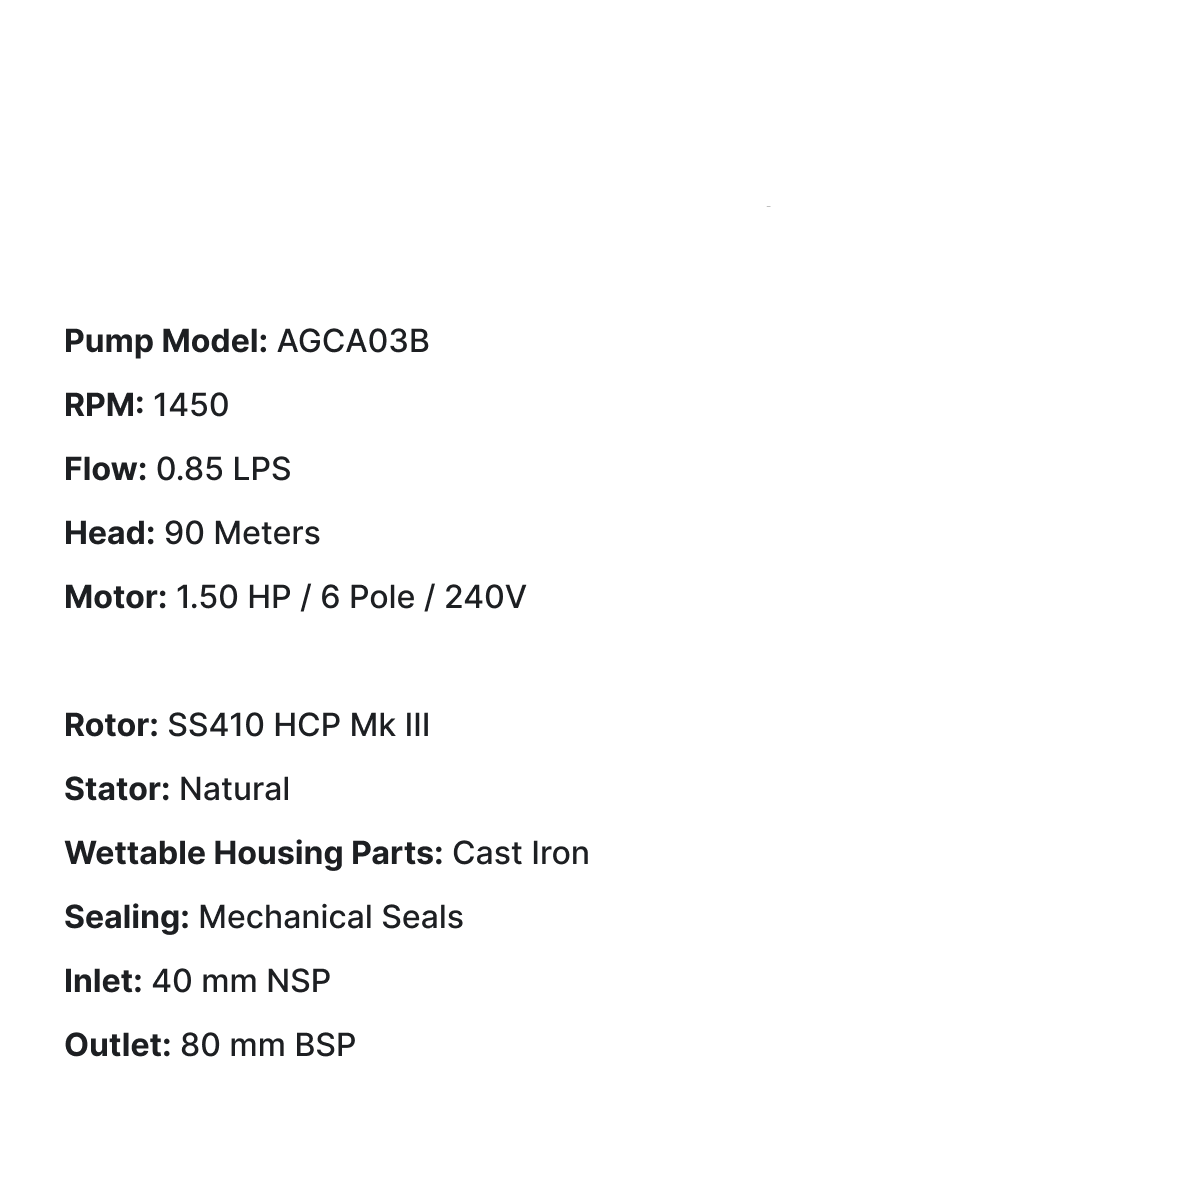 Pump Model: AGCA03B
RPM: 1450
Flow: 0.85 LPS
Head: 90 Meters
Motor: 1.50 HP / 6 Pole / 240V
Rotor: SS410 HCP Mk III
Stator: Natural
Wettable Housing Parts: Cast Iron
Sealing: Mechanical Seals
Inlet: 40 mm NSP
Outlet: 80 mm BSP